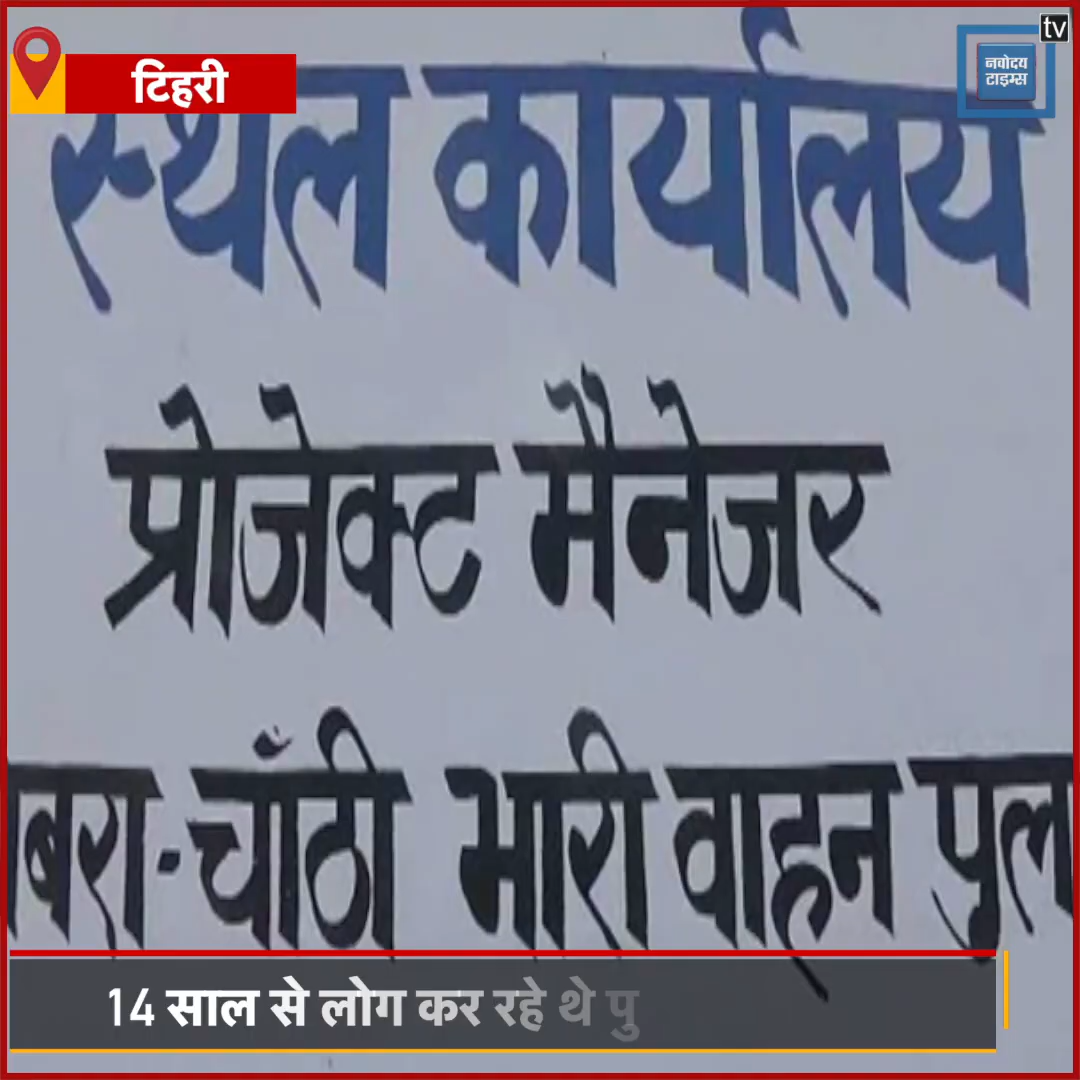 tv
टिहरी
नवोदय
टाइम्स
स्थल कार्यालय
प्रोजेक्ट मैनेजर
बरा-चाँठी भारी वाहन पुल
14 साल से लोग कर रहे थे पु